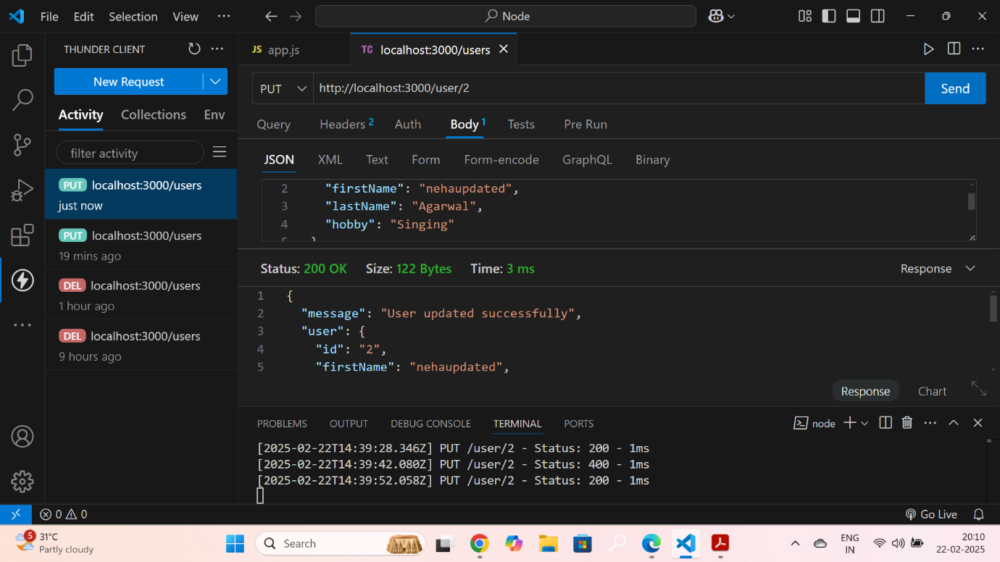 File Edit Selection View ··· Node
THUNDER CLIENT ···
New Request
Activity Collections Env
filter activity
PUT localhost:3000/users
just now
PUT localhost:3000/users
19 mins ago
DEL localhost:3000/users
1 hour ago
DEL localhost:3000/users
9 hours ago
JS app.js TC localhost:3000/users
PUT http://localhost:3000/user/2 Send
Query Headers 2 Auth Body 1 Tests Pre Run
JSON XML Text Form Form-encode GraphQL Binary
2 "firstName": "nehaupdated",
3 "lastName": "Agarwal",
4 "hobby": "Singing"
5 }
Status: 200 OK Size: 122 Bytes Time: 3 ms Response
1 {
2 "message": "User updated successfully",
3 "user": {
4 "id": "2",
5 "firstName": "nehaupdated",
Response Chart
PROBLEMS OUTPUT DEBUG CONSOLE TERMINAL PORTS node
[2025-02-22T14:39:28.346Z] PUT /user/2 - Status: 200 - 1ms
[2025-02-22T14:39:42.080Z] PUT /user/2 - Status: 400 - 1ms
[2025-02-22T14:39:52.058Z] PUT /user/2 - Status: 200 - 1ms
0 0 Go Live
5 31°C
Partly cloudy
Search
ENG
IN
20:10
22-02-2025